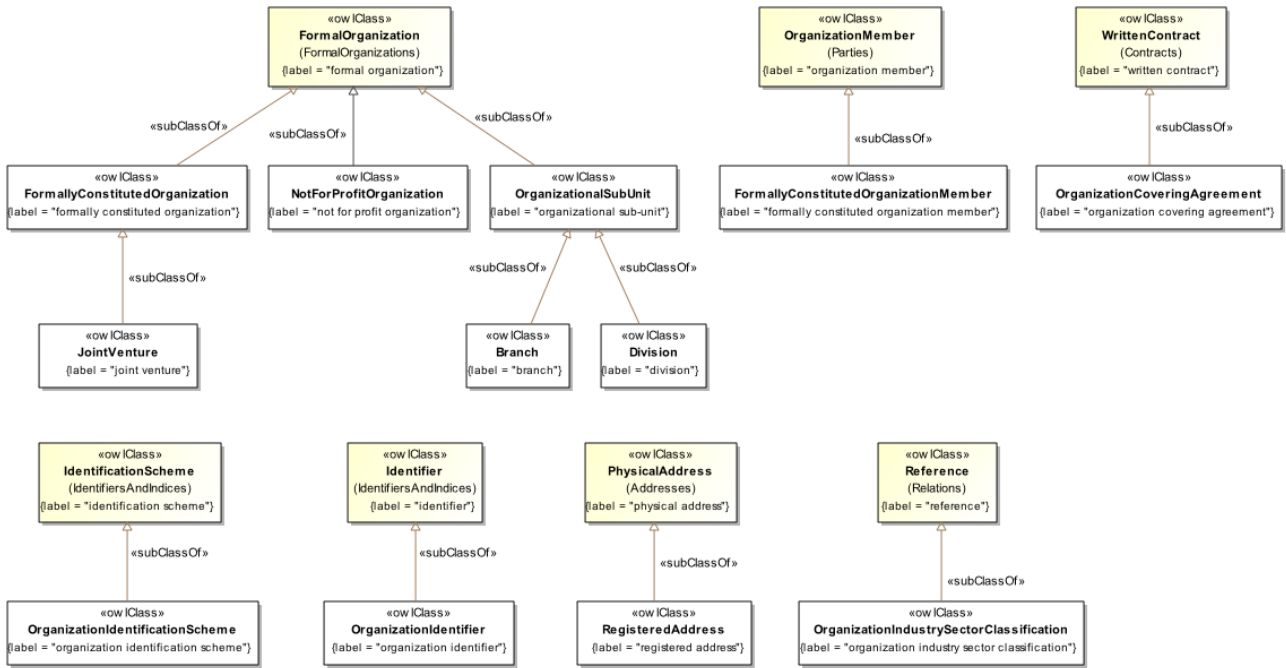 «owlClass»
FormalOrganization
(FormalOrganizations)
{label = "formal organization"}
«owlClass»
OrganizationMember
(Parties)
{label = "organization member"}
«owlClass»
WrittenContract
(Contracts)
{label = "written contract"}
«subClassOf»
«subClassOf»
«subClassOf»
«subClassOf»
«subClassOf»
«owlClass»
FormallyConstitutedOrganization
{label = "formally constituted organization"}
«owlClass»
NotForProfitOrganization
{label = "not for profit organization"}
«owlClass»
OrganizationalSubUnit
{label = "organizational sub-unit"}
«owlClass»
FormallyConstitutedOrganizationMember
{label = "formally constituted organization member"}
«owlClass»
OrganizationCoveringAgreement
{label = "organization covering agreement"}
«subClassOf»
«subClassOf»
«subClassOf»
«owlClass»
JointVenture
{label = "joint venture"}
«owlClass»
Branch
{label = "branch"}
«owlClass»
Division
{label = "division"}
«owlClass»
IdentificationScheme
(IdentifiersAndIndices)
{label = "identification scheme"}
«owlClass»
Identifier
(IdentifiersAndIndices)
{label = "identifier"}
«owlClass»
PhysicalAddress
(Addresses)
{label = "physical address"}
«owlClass»
Reference
(Relations)
{label = "reference"}
«subClassOf»
«subClassOf»
«subClassOf»
«subClassOf»
«owlClass»
OrganizationIdentificationScheme
{label = "organization identification scheme"}
«owlClass»
OrganizationIdentifier
{label = "organization identifier"}
«owlClass»
RegisteredAddress
{label = "registered address"}
«owlClass»
OrganizationIndustrySectorClassification
{label = "organization industry sector classification"}